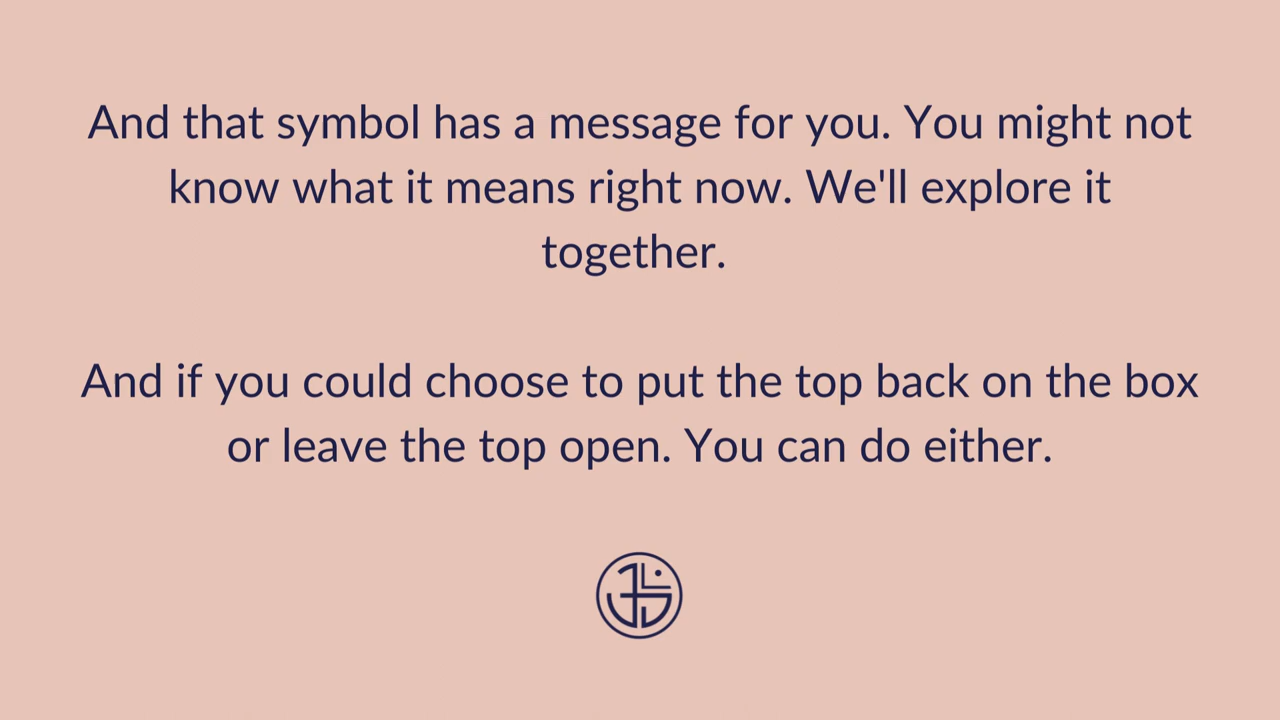 And that symbol has a message for you. You might not
know what it means right now. We'll explore it
together.
And if you could choose to put the top back on the box
or leave the top open. You can do either.